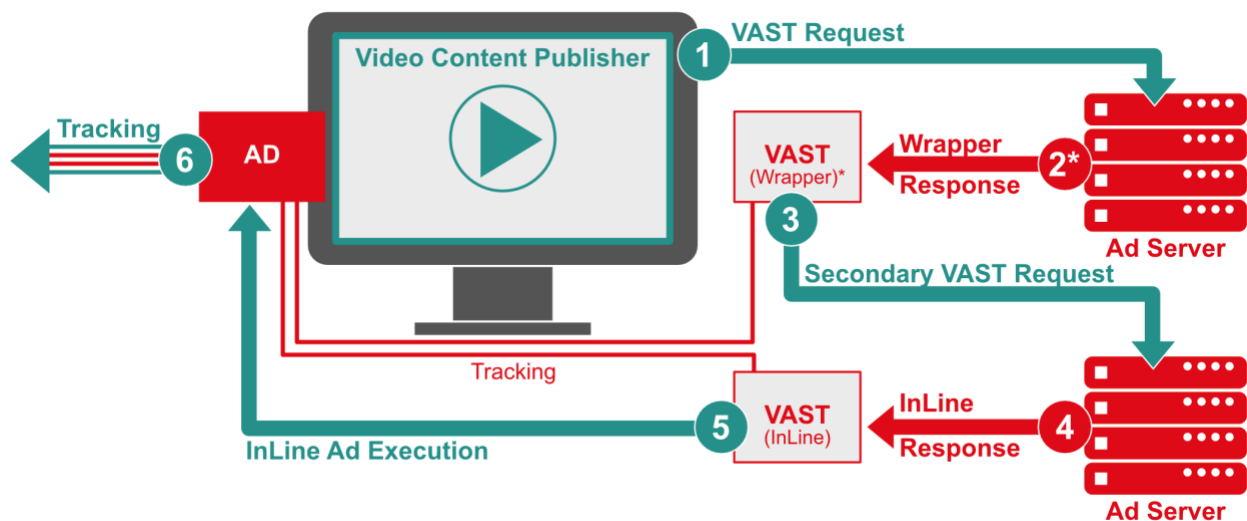 VAST Request
1
Video Content Publisher
Tracking
6
AD
VAST
(Wrapper)*
Wrapper
Response
2*
Ad Server
3
Secondary VAST Request
Tracking
VAST
(InLine)
InLine
Response
4
Ad Server
5
InLine Ad Execution